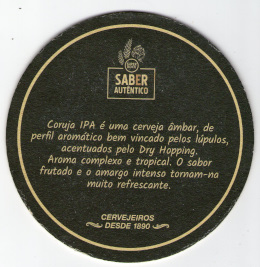 SABER
AUTÊNTICO
Coruja IPA é uma cerveja âmbar, de
perfil aromático bem vincado pelos lúpulos,
acentuados pelo Dry Hopping.
Aroma complexo e tropical. O sabor
frutado e o amargo intenso tornam-na
muito refrescante.
CERVEJEIROS
DESDE 1890